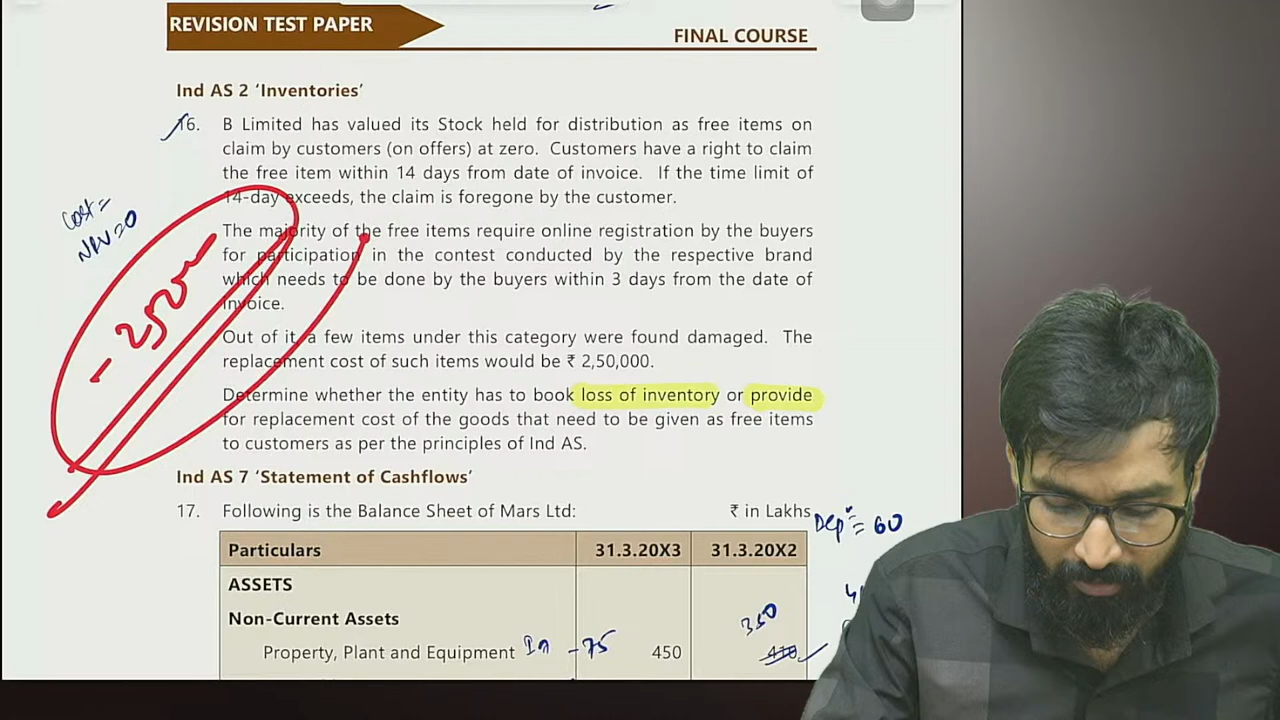 REVISION TEST PAPER
FINAL COURSE
Ind AS 2 ‘Inventories’
16. B Limited has valued its Stock held for distribution as free items on
claim by customers (on offers) at zero. Customers have a right to claim
the free item within 14 days from date of invoice. If the time limit of
14-day exceeds, the claim is foregone by the customer.
Cost =
NRV = 0
The majority of the free items require online registration by the buyers
for participation in the contest conducted by the respective brand
which needs to be done by the buyers within 3 days from the date of
invoice.
Out of it, a few items under this category were found damaged. The
replacement cost of such items would be ₹ 2,50,000.
Determine whether the entity has to book loss of inventory or provide
for replacement cost of the goods that need to be given as free items
to customers as per the principles of Ind AS.
Ind AS 7 ‘Statement of Cashflows’
17. Following is the Balance Sheet of Mars Ltd: ₹ in Lakhs
Depn = 60
Particulars 31.3.20X3 31.3.20X2
ASSETS
Non-Current Assets
350
Property, Plant and Equipment - 75 450 410